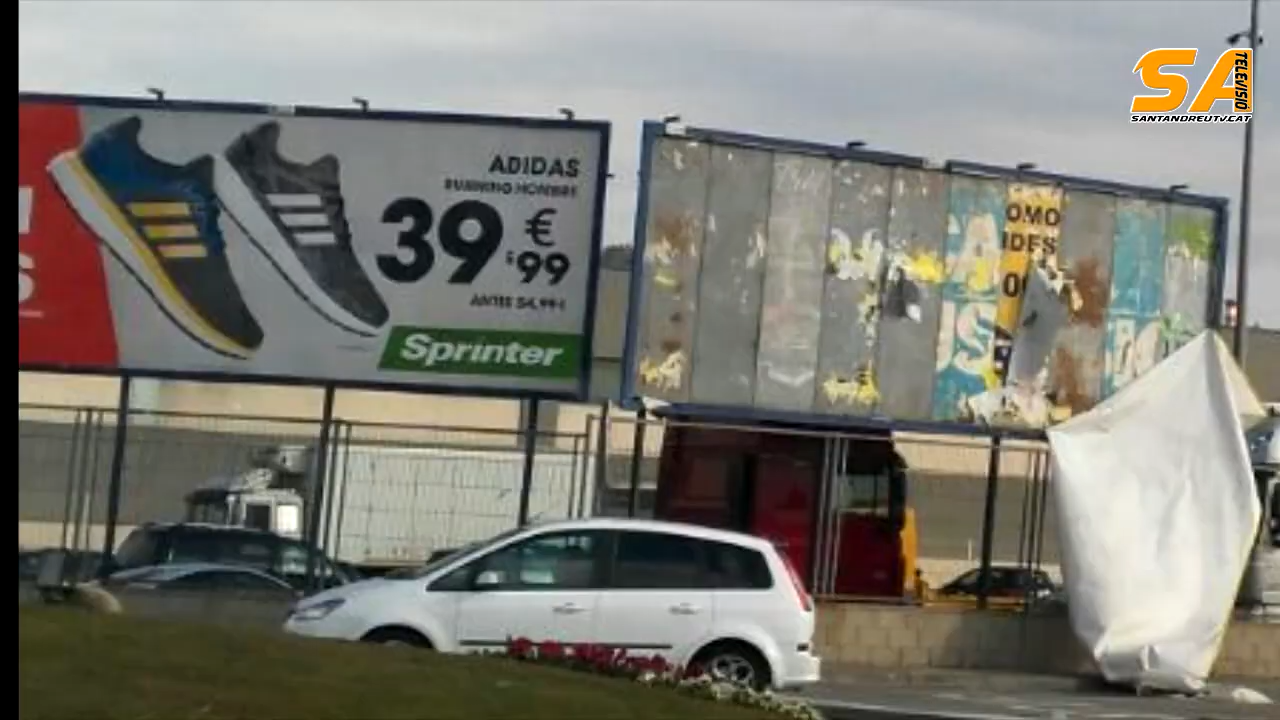 S
ADIDAS
RUNNING HOMBRE
39 €
'99
ANTES 54,99 €
Sprinter
OMO
IDES
SA
TELEVISIÓ
SANTANDREUTV.CAT